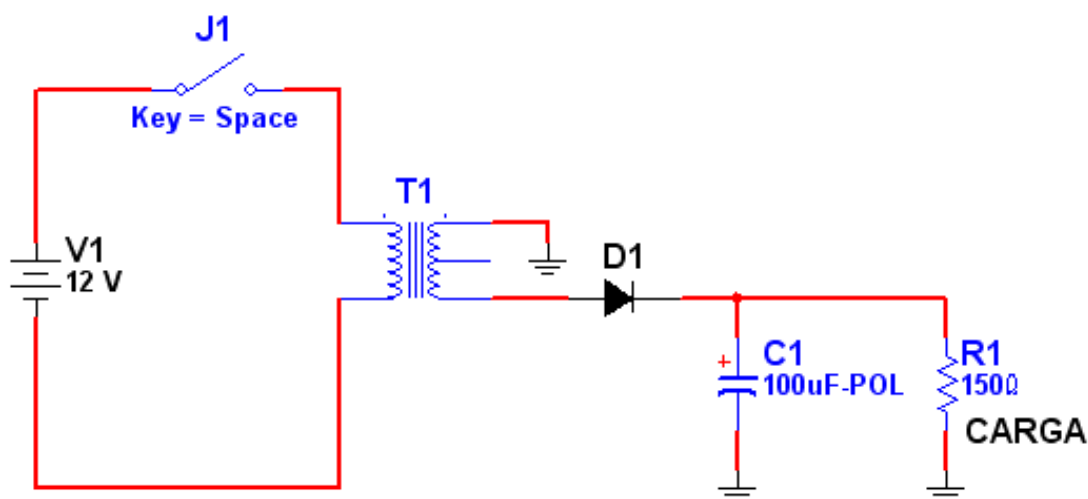 J1
Key = Space
T1
V1
12 V
D1
C1
100uF-POL
R1
150Ω
CARGA